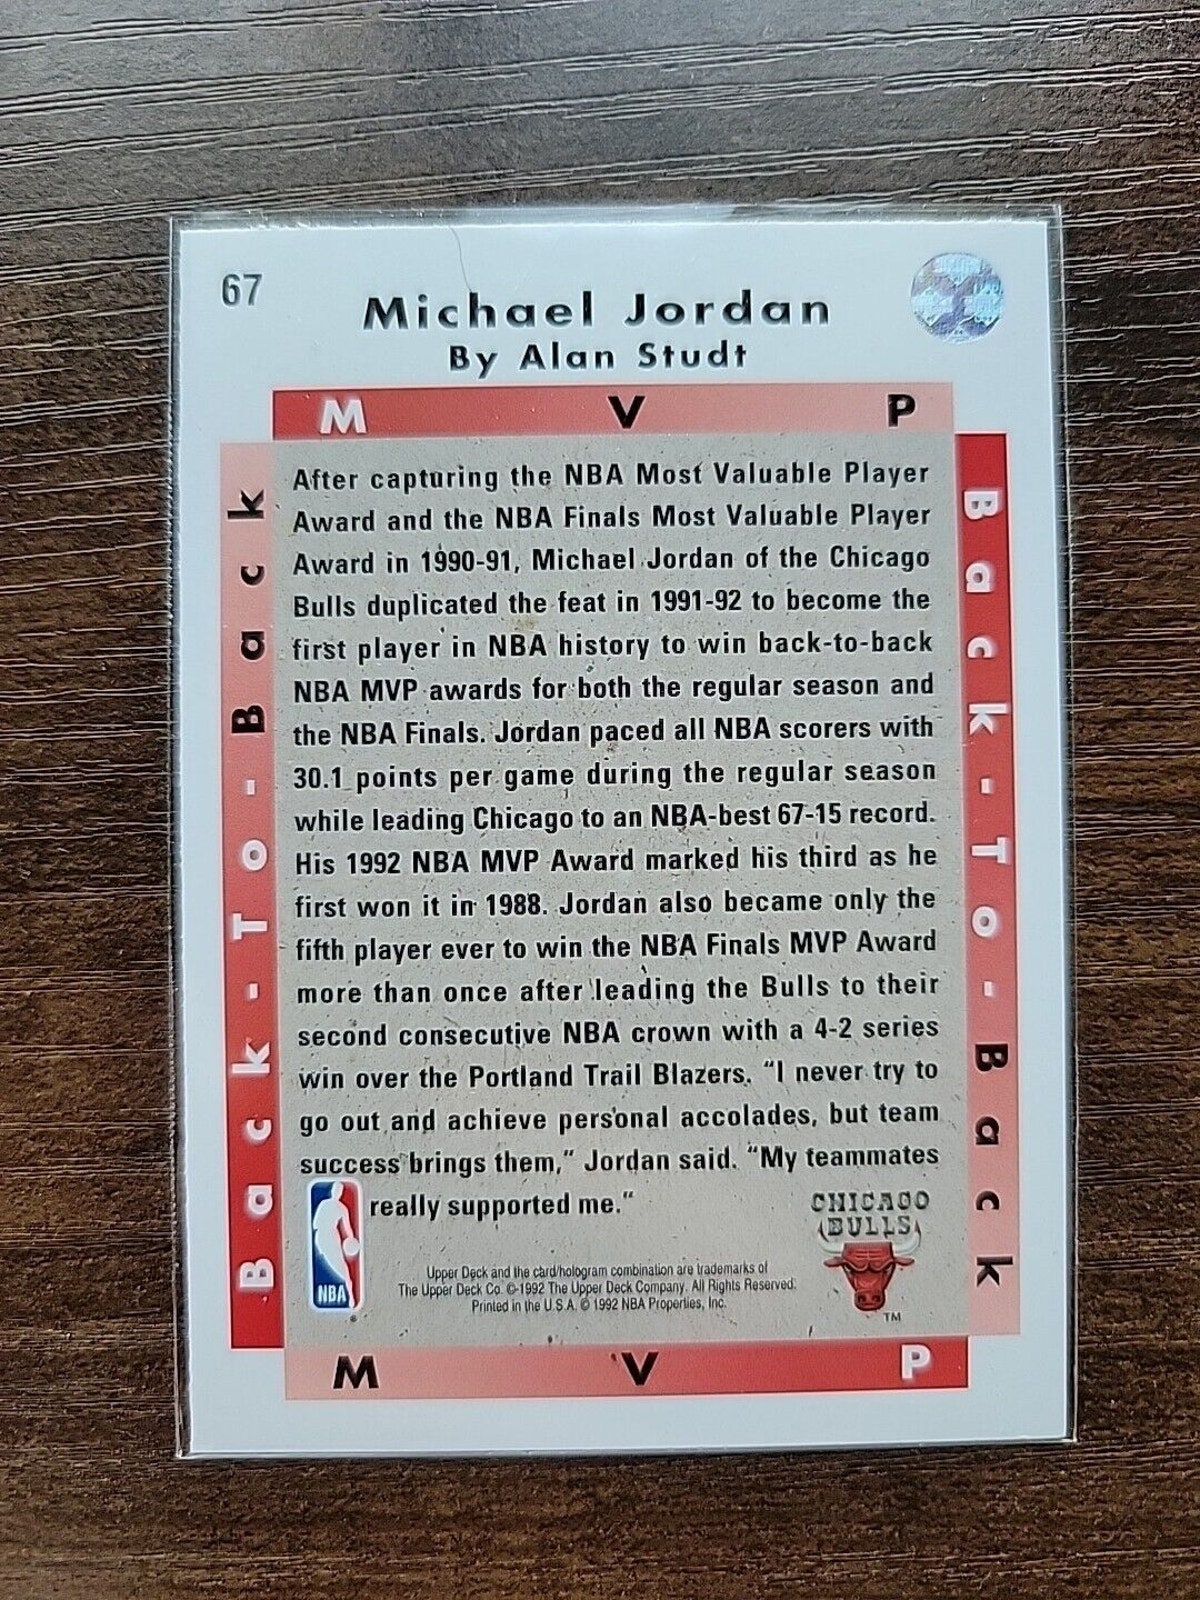 67
Michael Jordan
By Alan Studt
M V P
Back-To-Back
Back-To-Back
After capturing the NBA Most Valuable Player
Award and the NBA Finals Most Valuable Player
Award in 1990-91, Michael Jordan of the Chicago
Bulls duplicated the feat in 1991-92 to become the
first player in NBA history to win back-to-back
NBA MVP awards for both the regular season and
the NBA Finals. Jordan paced all NBA scorers with
30.1 points per game during the regular season
while leading Chicago to an NBA-best 67-15 record.
His 1992 NBA MVP Award marked his third as he
first won it in 1988. Jordan also became only the
fifth player ever to win the NBA Finals MVP Award
more than once after leading the Bulls to their
second consecutive NBA crown with a 4-2 series
win over the Portland Trail Blazers. "I never try to
go out and achieve personal accolades, but team
success brings them," Jordan said. "My teammates
really supported me."
NBA
®
CHICAGO
BULLS
TM
Upper Deck and the card/hologram combination are trademarks of
The Upper Deck Co. © 1992 The Upper Deck Company. All Rights Reserved.
Printed in the U.S.A. © 1992 NBA Properties, Inc.
M V P